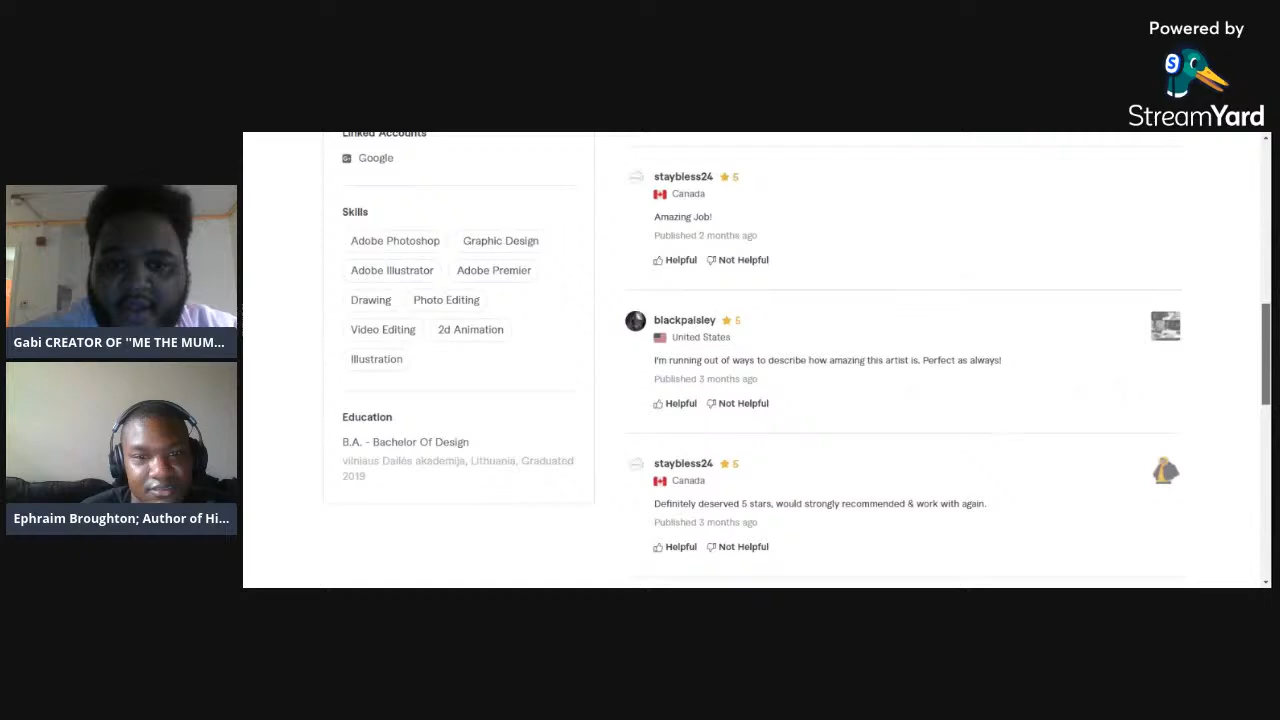 Powered by
StreamYard
Gabi CREATOR OF "ME THE MUM...
Ephraim Broughton; Author of Hi...
Linked Accounts
Google
Skills
Adobe Photoshop
Graphic Design
Adobe Illustrator
Adobe Premier
Drawing
Photo Editing
Video Editing
2d Animation
Illustration
Education
B.A. - Bachelor Of Design
vilniaus Dailės akademija, Lithuania, Graduated
2019
staybless24 5
Canada
Amazing Job!
Published 2 months ago
Helpful Not Helpful
blackpaisley 5
United States
I'm running out of ways to describe how amazing this artist is. Perfect as always!
Published 3 months ago
Helpful Not Helpful
staybless24 5
Canada
Definitely deserved 5 stars, would strongly recommended & work with again.
Published 3 months ago
Helpful Not Helpful